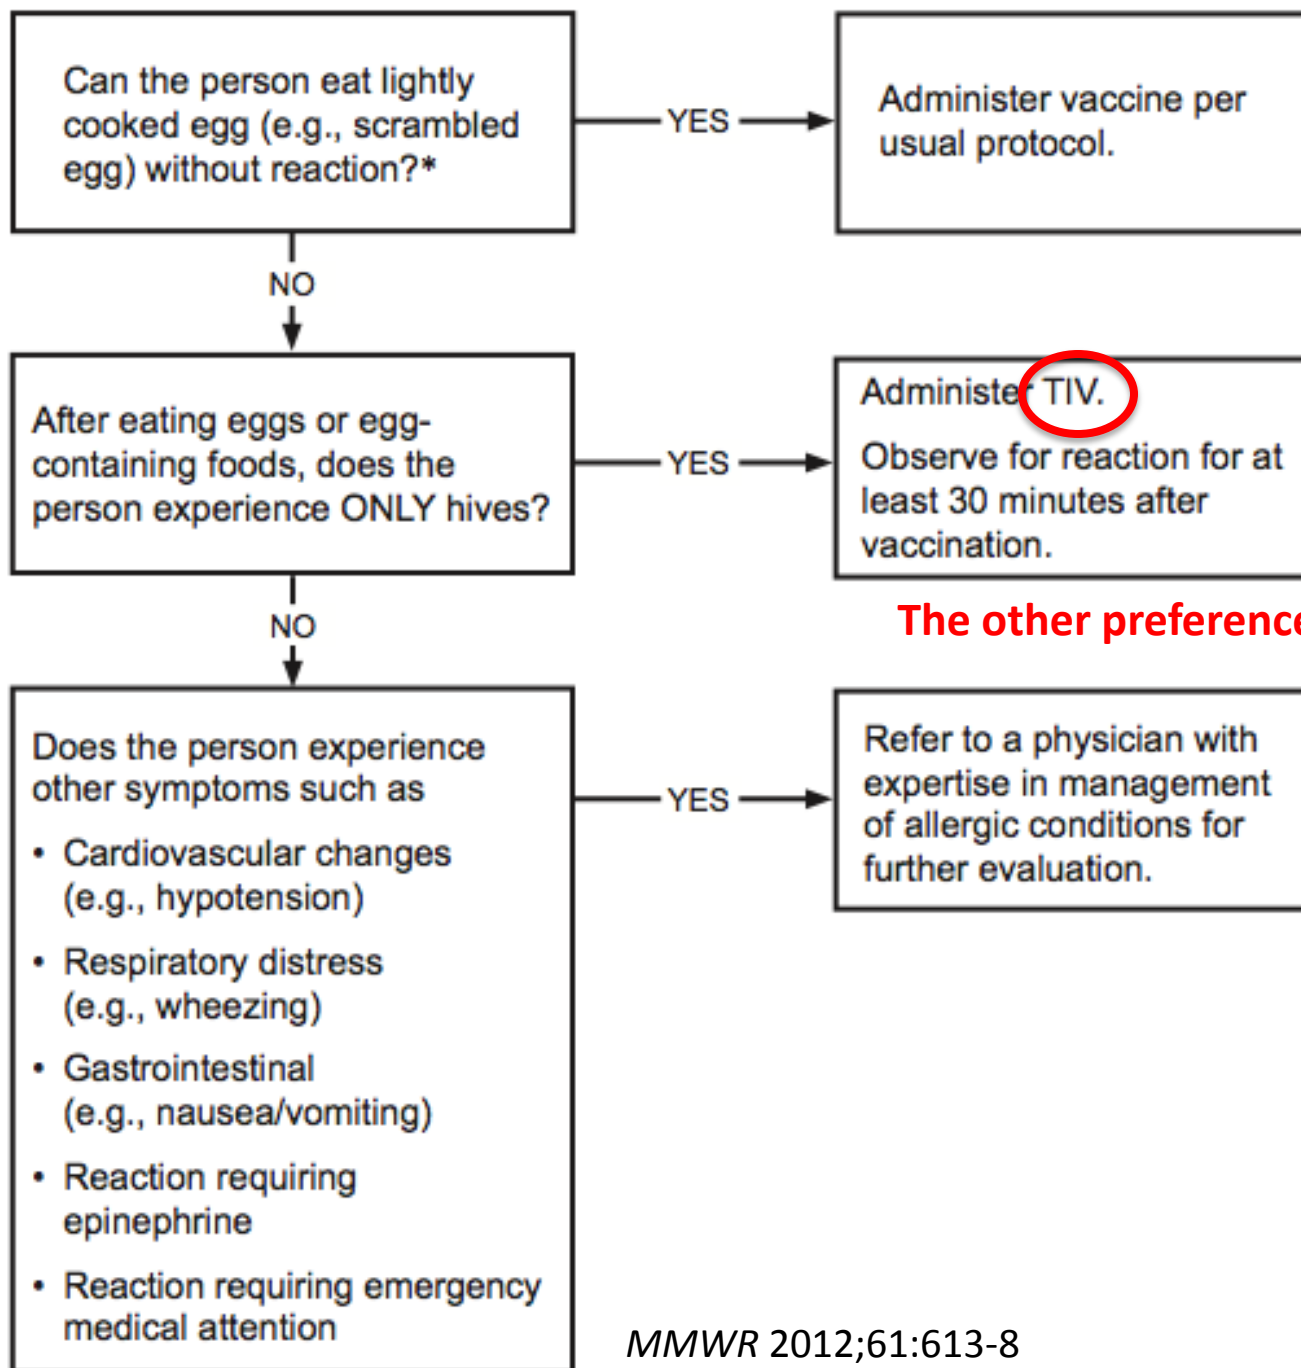 Can the person eat lightly
cooked egg (e.g., scrambled
egg) without reaction?*
YES
Administer vaccine per
usual protocol.
NO
After eating eggs or egg-
containing foods, does the
person experience ONLY hives?
YES
Administer TIV.
Observe for reaction for at
least 30 minutes after
vaccination.
The other preference
NO
Does the person experience
other symptoms such as
• Cardiovascular changes
(e.g., hypotension)
• Respiratory distress
(e.g., wheezing)
• Gastrointestinal
(e.g., nausea/vomiting)
• Reaction requiring
epinephrine
• Reaction requiring emergency
medical attention
YES
Refer to a physician with
expertise in management
of allergic conditions for
further evaluation.
MMWR 2012;61:613-8